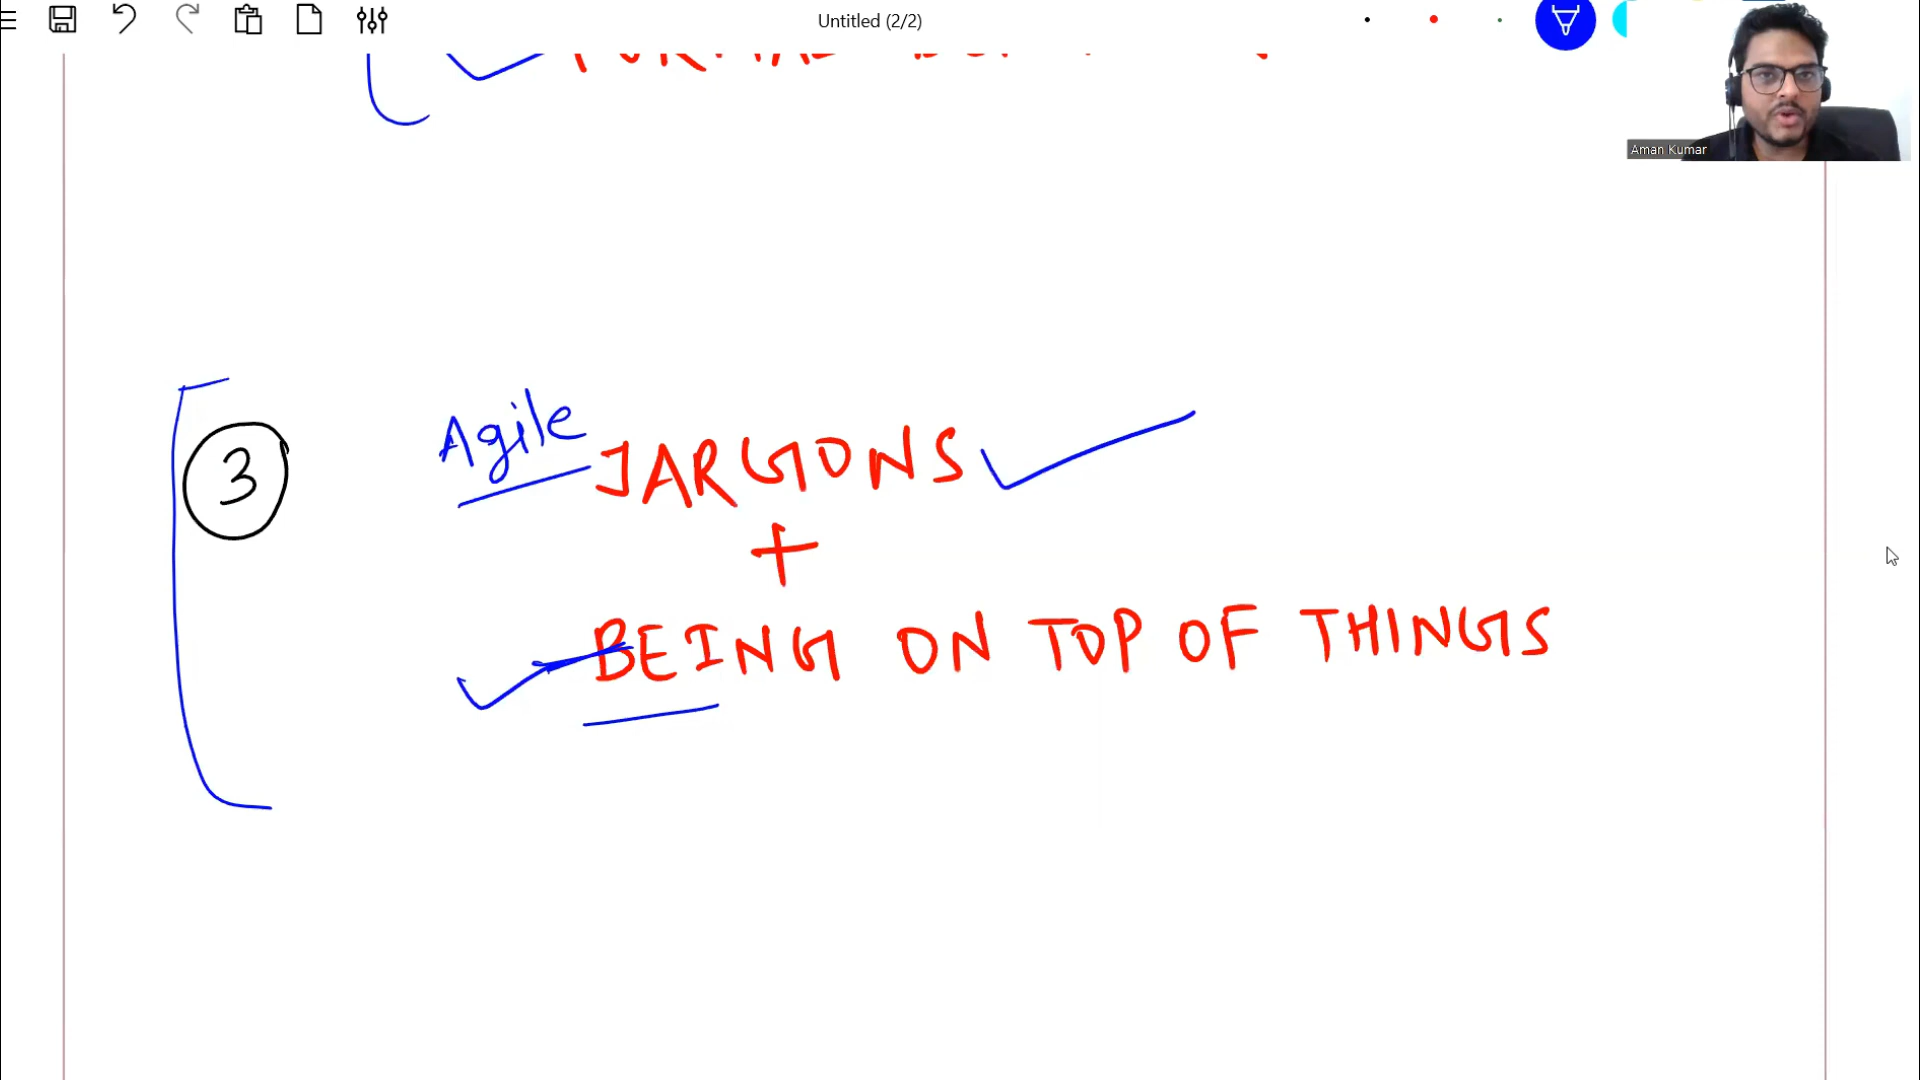 Untitled (2/2)
Aman Kumar
3
Agile JARGONS
+
BEING ON TOP OF THINGS